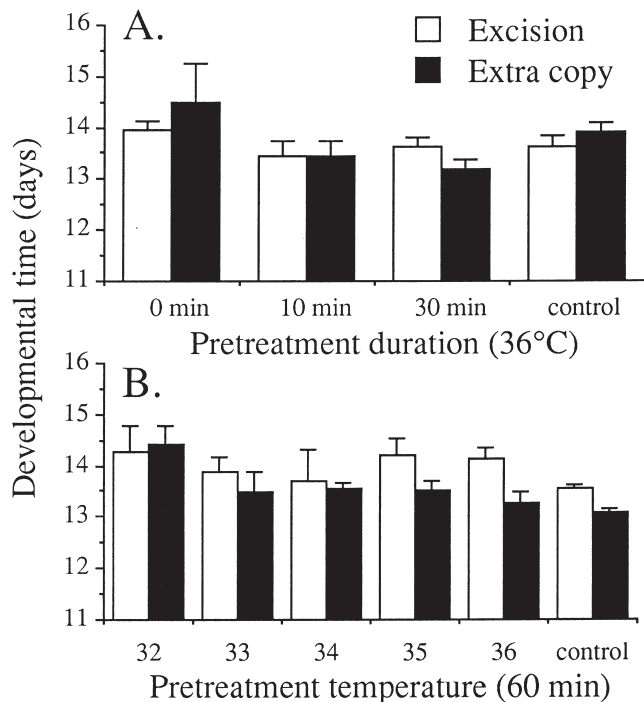 A.
Excision
Extra copy
16
15
14
13
12
11
0 min 10 min 30 min control
Pretreatment duration (36°C)
Developmental time (days)
B.
16
15
14
13
12
11
32 33 34 35 36 control
Pretreatment temperature (60 min)